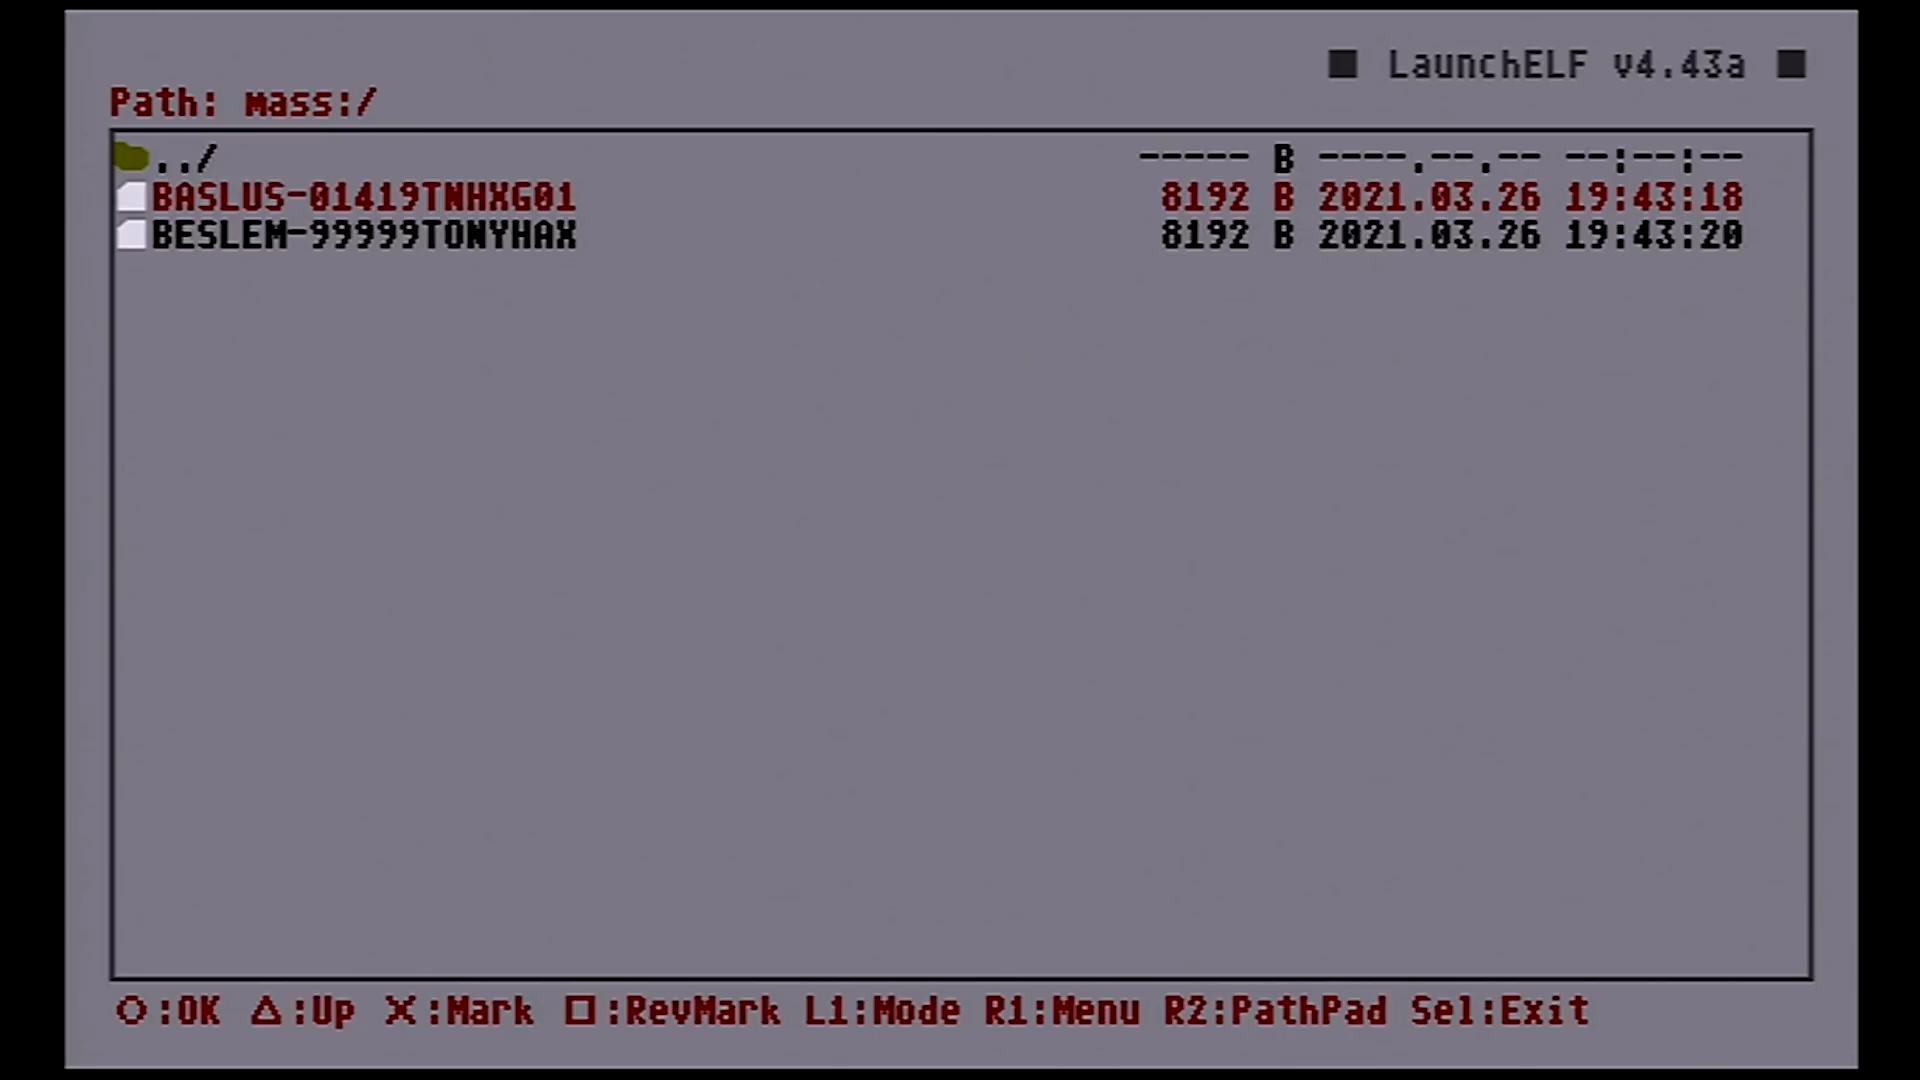 ■ LaunchELF v4.43a ■
Path: mass:/
../ ----- B ----.--.-- --:--:--
BASLUS-01419TNHXG01 8192 B 2021.03.26 19:43:18
BESLEM-99999TONYHAX 8192 B 2021.03.26 19:43:20
○:OK △:Up X:Mark □:RevMark L1:Mode R1:Menu R2:PathPad Sel:Exit